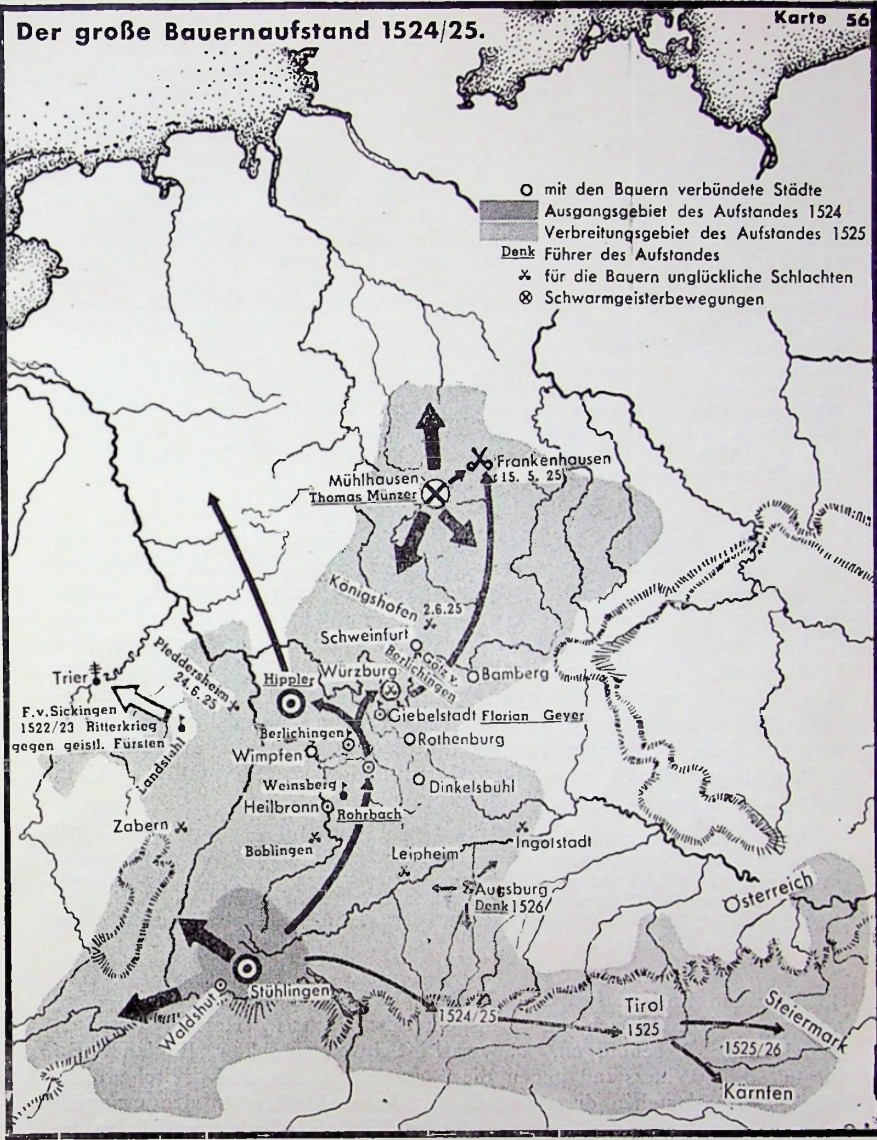 Der große Bauernaufstand 1524/25.
Karte 56
mit den Bauern verbündete Städte
Ausgangsgebiet des Aufstandes 1524
Verbreitungsgebiet des Aufstandes 1525
Denk Führer des Aufstandes
für die Bauern unglückliche Schlachten
Schwarmgeisterbewegungen
Frankenhausen
15. 5. 25
Mühlhausen
Thomas Münzer
Königshofen 2.6.25
Schweinfurt
Götz v.
Berlichingen
Bamberg
Pfeddersheim
24.6.25
Trier
Hippler
Würzburg
F.v. Sickingen
1522/23 Ritterkrieg
gegen geistl. Fürsten
Landstuhl
Giebelstadt Florian Geyer
Berlichingen
Rothenburg
Wimpfen
Weinsberg
Dinkelsbühl
Heilbronn
Rohrbach
Zabern
Böblingen
Leipheim
Ingolstadt
Augsburg
Denk 1526
Österreich
Stühlingen
Waldshut
1524/25
Tirol
1525
Steiermark
1525/26
Kärnten